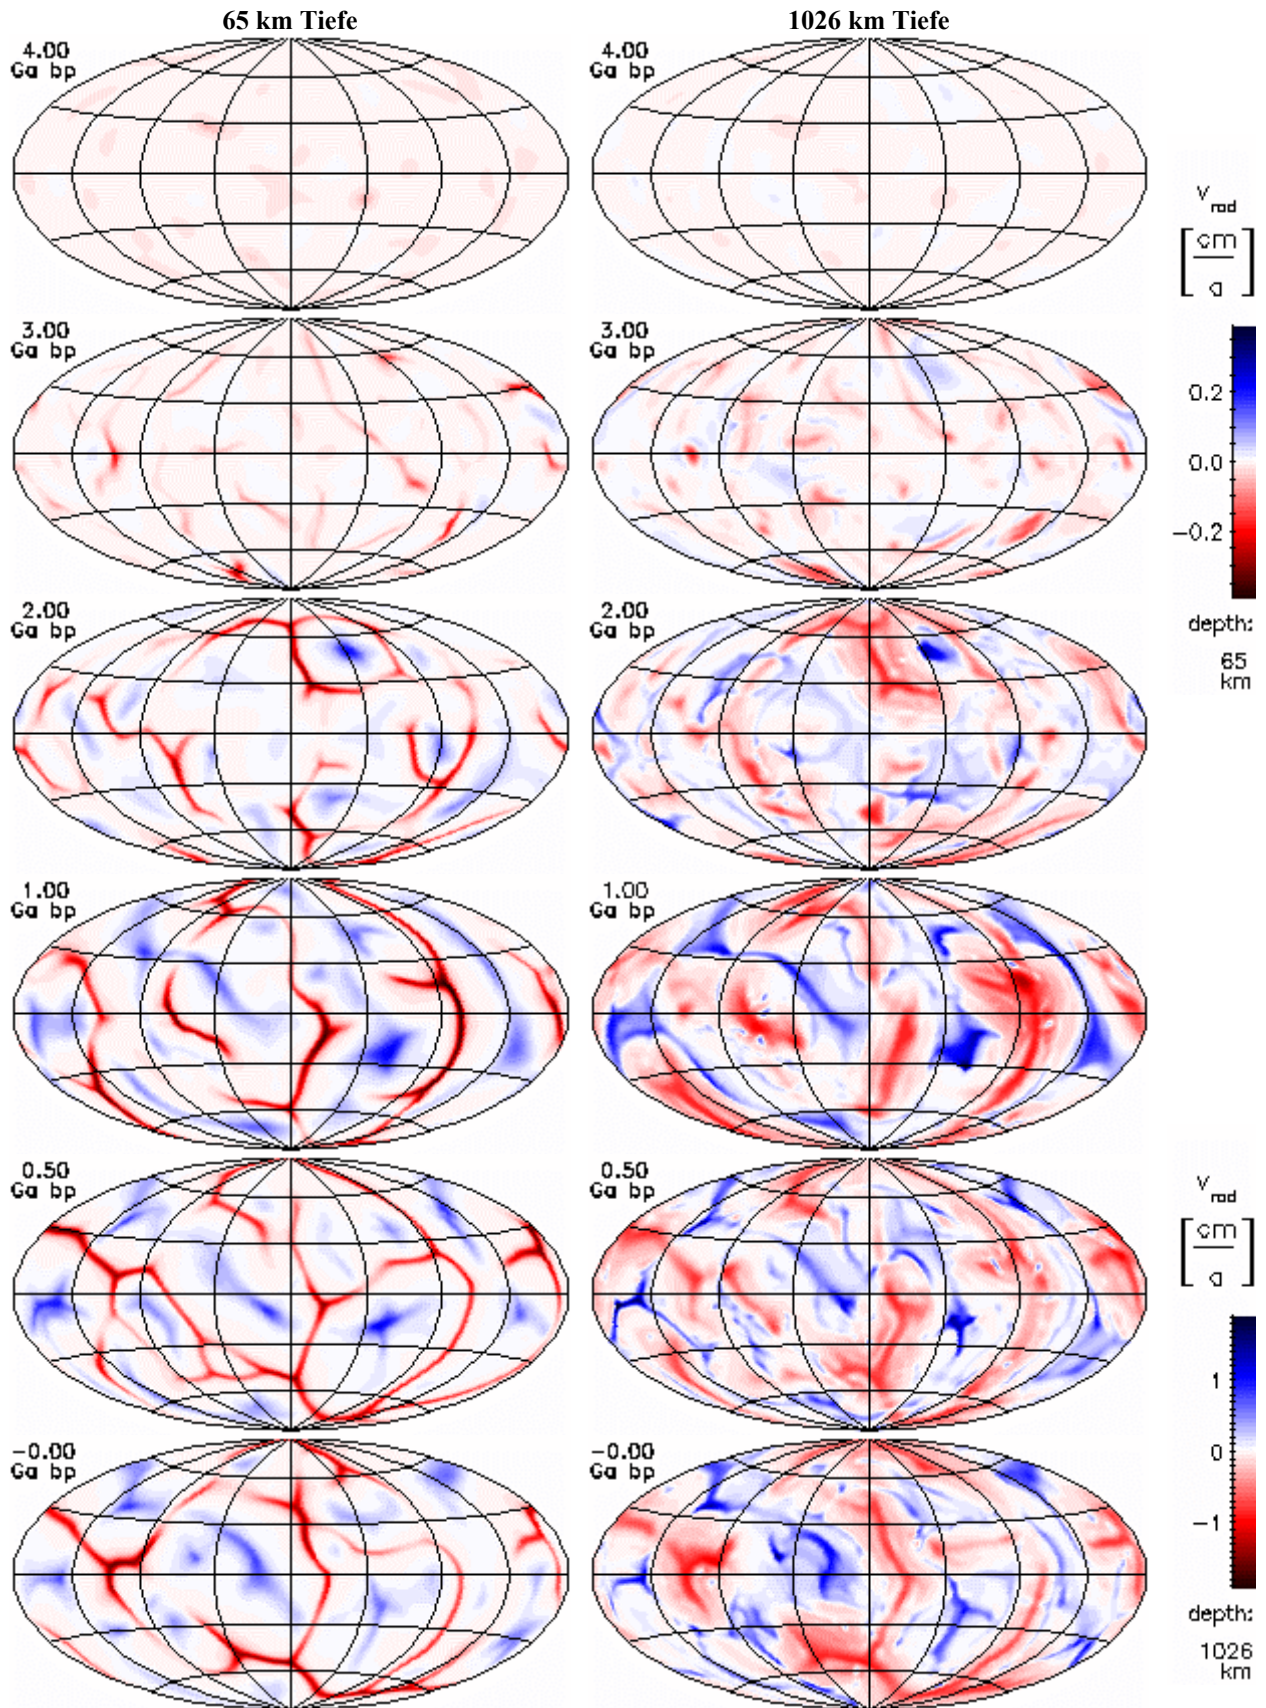 65 km Tiefe
1026 km Tiefe
4.00
Ga bp
4.00
Ga bp
3.00
Ga bp
3.00
Ga bp
2.00
Ga bp
2.00
Ga bp
1.00
Ga bp
1.00
Ga bp
0.50
Ga bp
0.50
Ga bp
-0.00
Ga bp
-0.00
Ga bp
v rad
[cm
a]
0.2
0.0
-0.2
depth:
65
km
v rad
[cm
a]
1
0
-1
depth:
1026
km